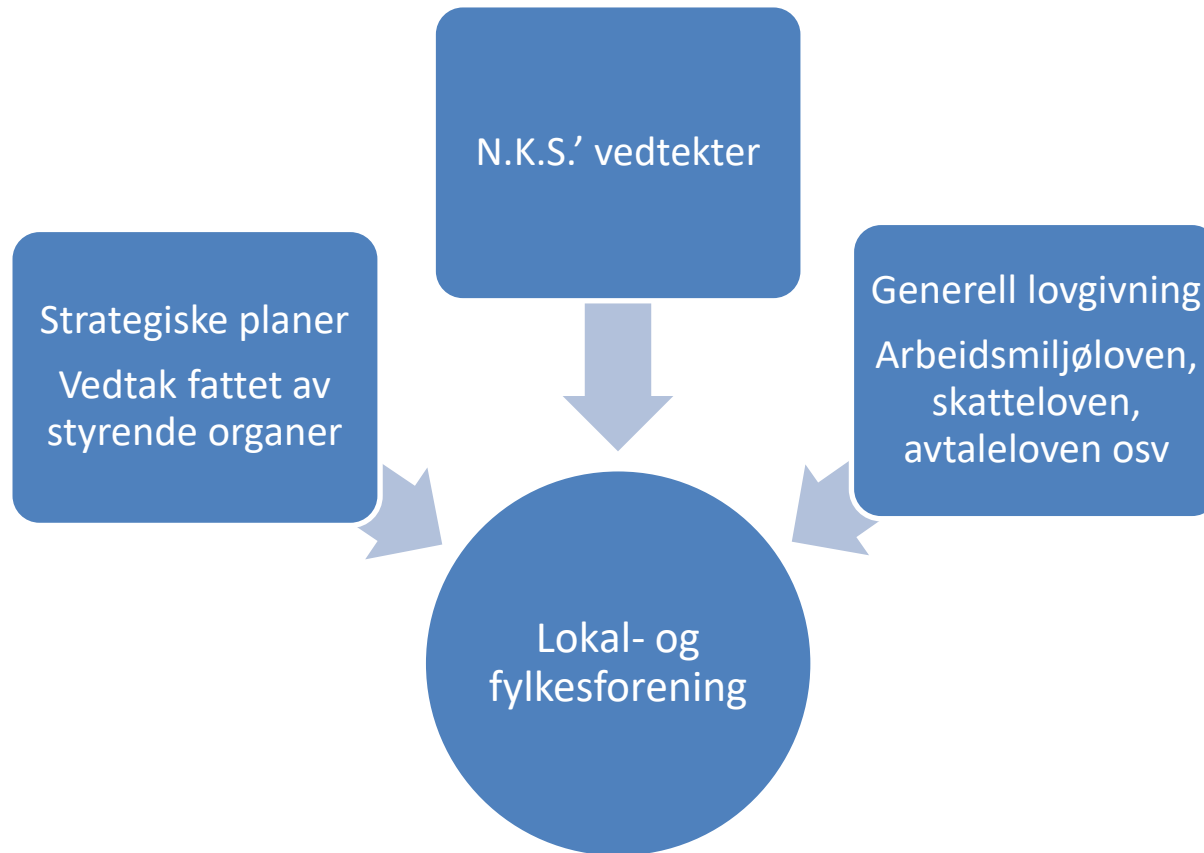 N.K.S.’ vedtekter
Strategiske planer
Vedtak fattet av
styrende organer
Generell lovgivning
Arbeidsmiljøloven,
skatteloven,
avtaleloven osv
Lokal- og
fylkesforening